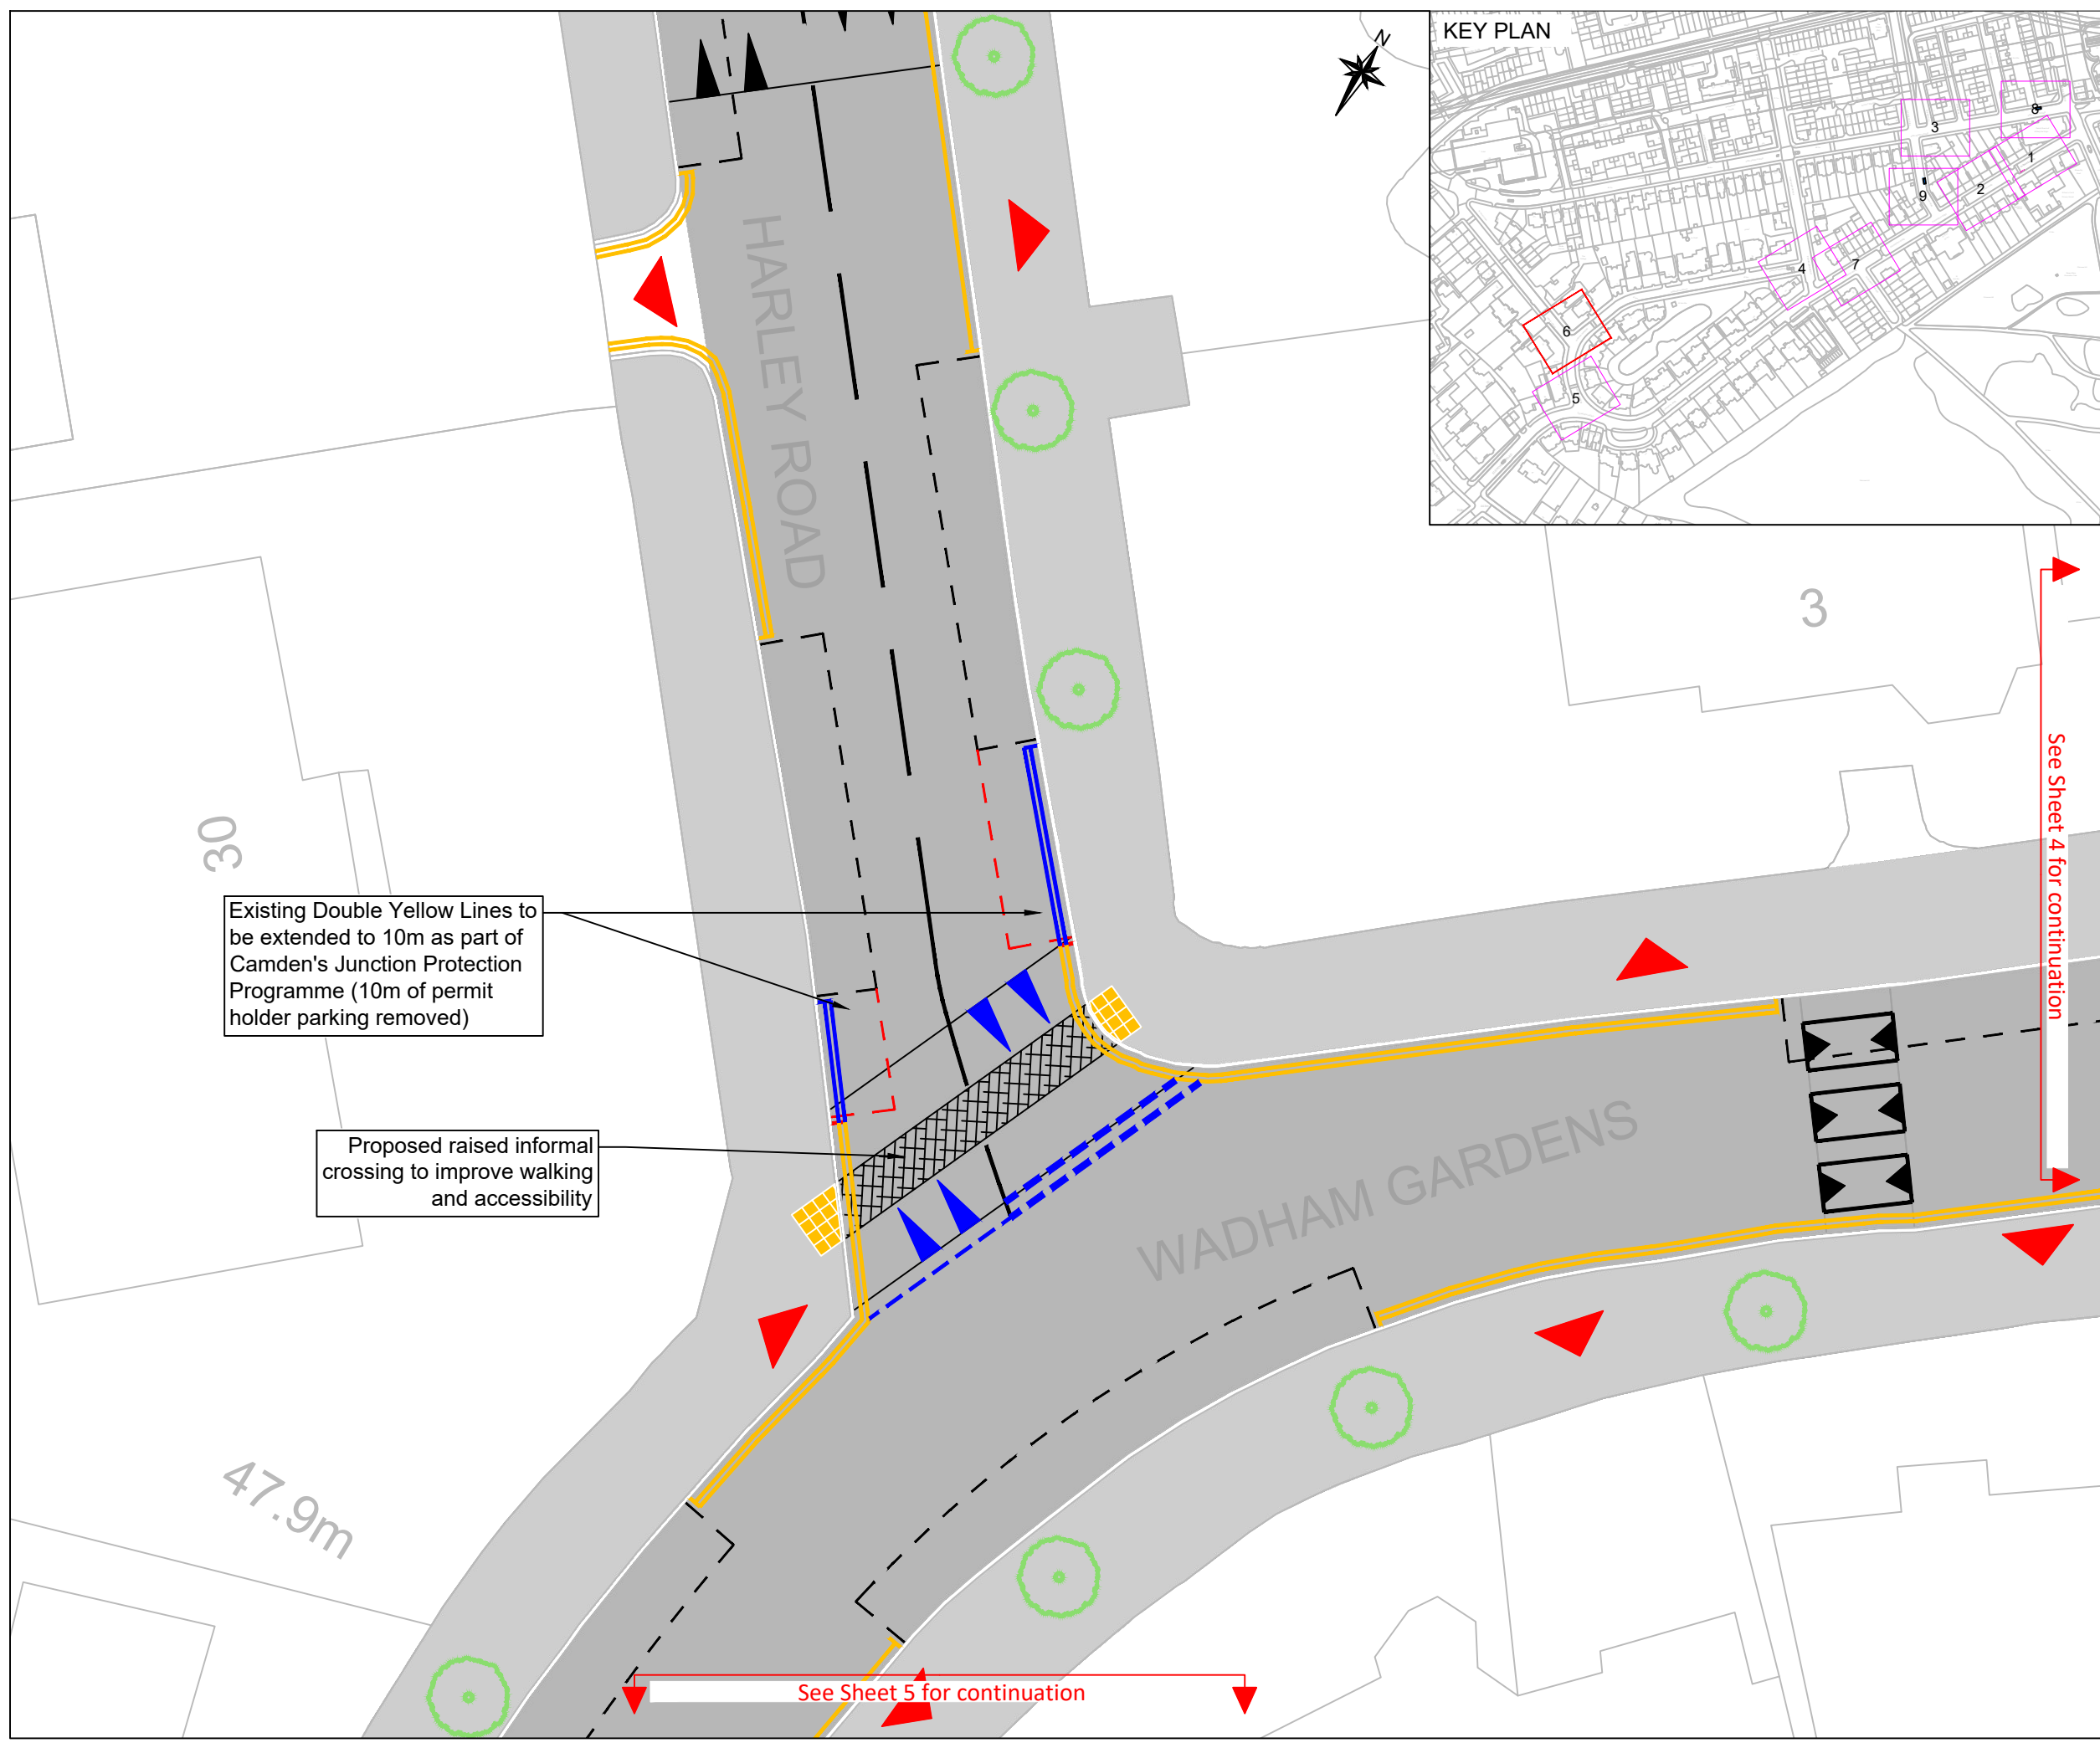 KEY PLAN
N
8
3
1
2
9
7
4
6
5
HARLEY ROAD
3
See Sheet 4 for continuation
30
Existing Double Yellow Lines to
be extended to 10m as part of
Camden's Junction Protection
Programme (10m of permit
holder parking removed)
Proposed raised informal
crossing to improve walking
and accessibility
WADHAM GARDENS
47.9m
See Sheet 5 for continuation